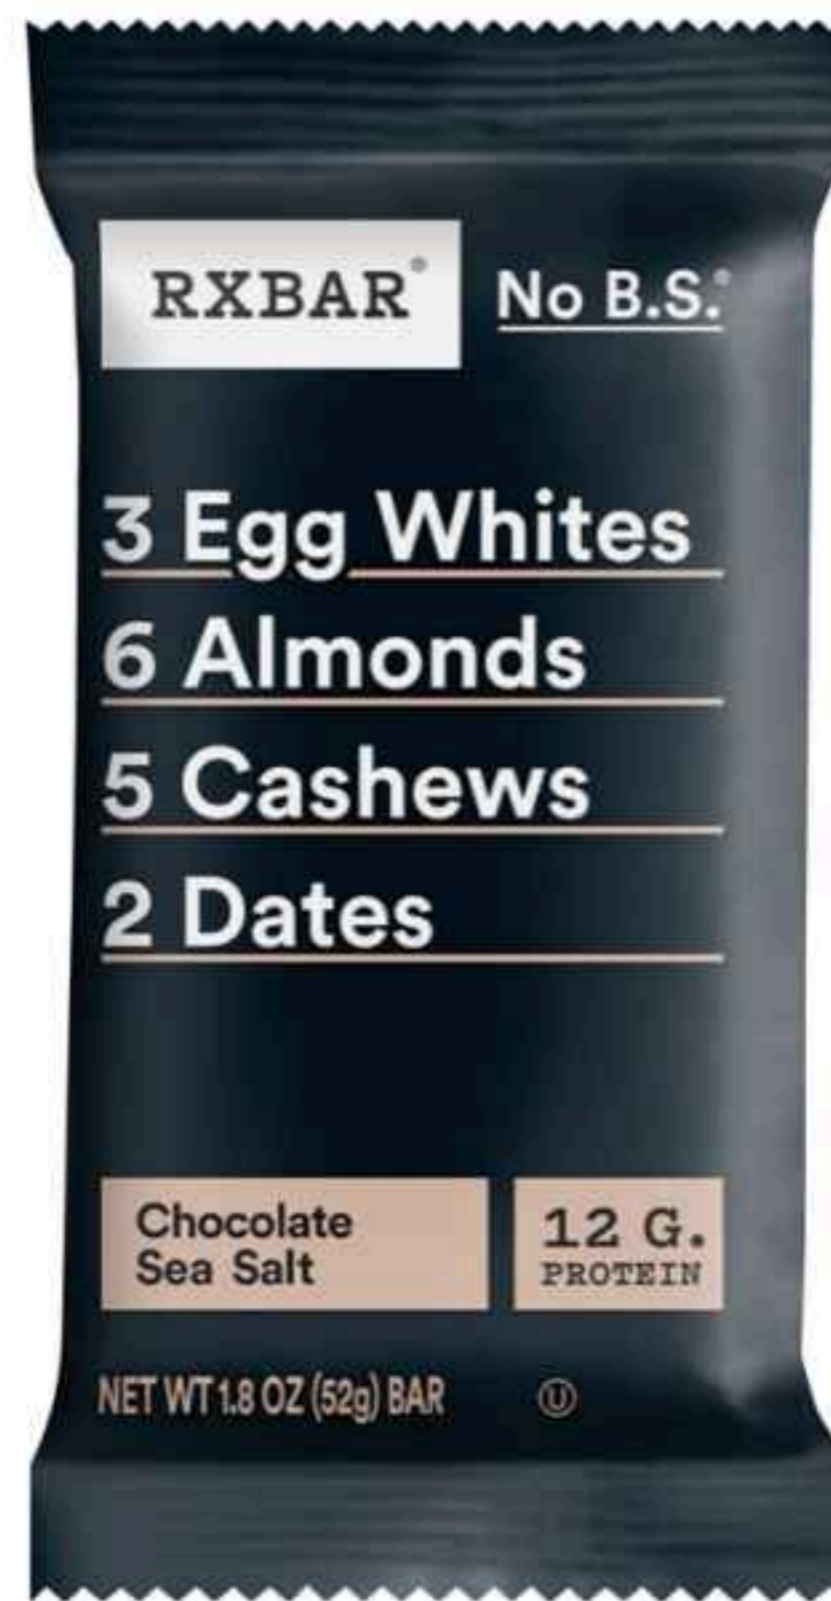 RXBAR® No B.S.®
3 Egg Whites
6 Almonds
5 Cashews
2 Dates
Chocolate
Sea Salt
12 G.
PROTEIN
NET WT 1.8 OZ (52g) BAR
U